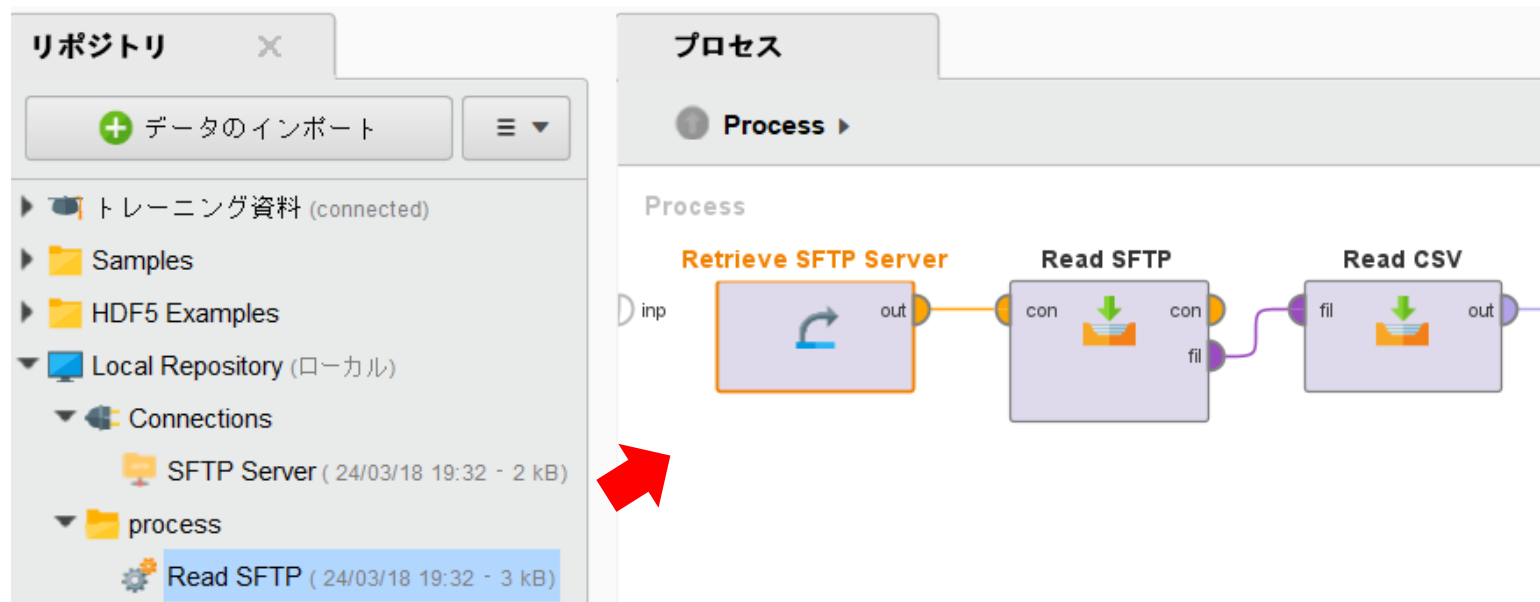 リポジトリ
データのインポート
トレーニング資料 (connected)
Samples
HDF5 Examples
Local Repository (ローカル)
Connections
SFTP Server ( 24/03/18 19:32 - 2 kB)
process
Read SFTP ( 24/03/18 19:32 - 3 kB)
プロセス
Process
Process
Retrieve SFTP Server
Read SFTP
Read CSV
inp
out
con
con
fil
fil
out